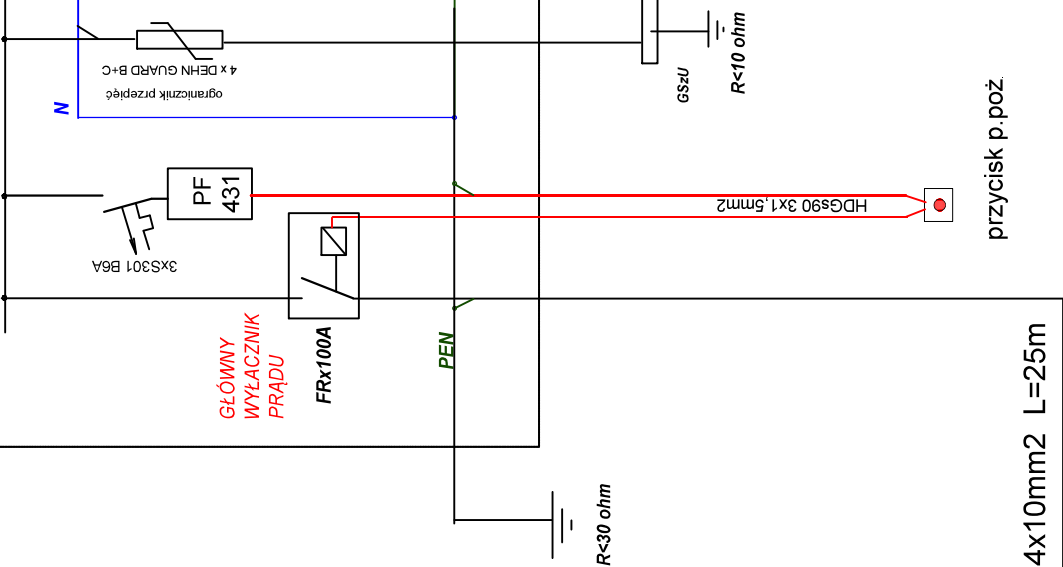 4 x DEHN GUARD B+C
ogranicznik przepięć
N
GSzU
R<10 ohm
PF
431
HDGs90 3x1,5mm2
przycisk p.poż.
3xS301 B6A
GŁÓWNY
WYŁACZNIK
PRĄDU
FRx100A
PEN
R<30 ohm
4x10mm2 L=25m